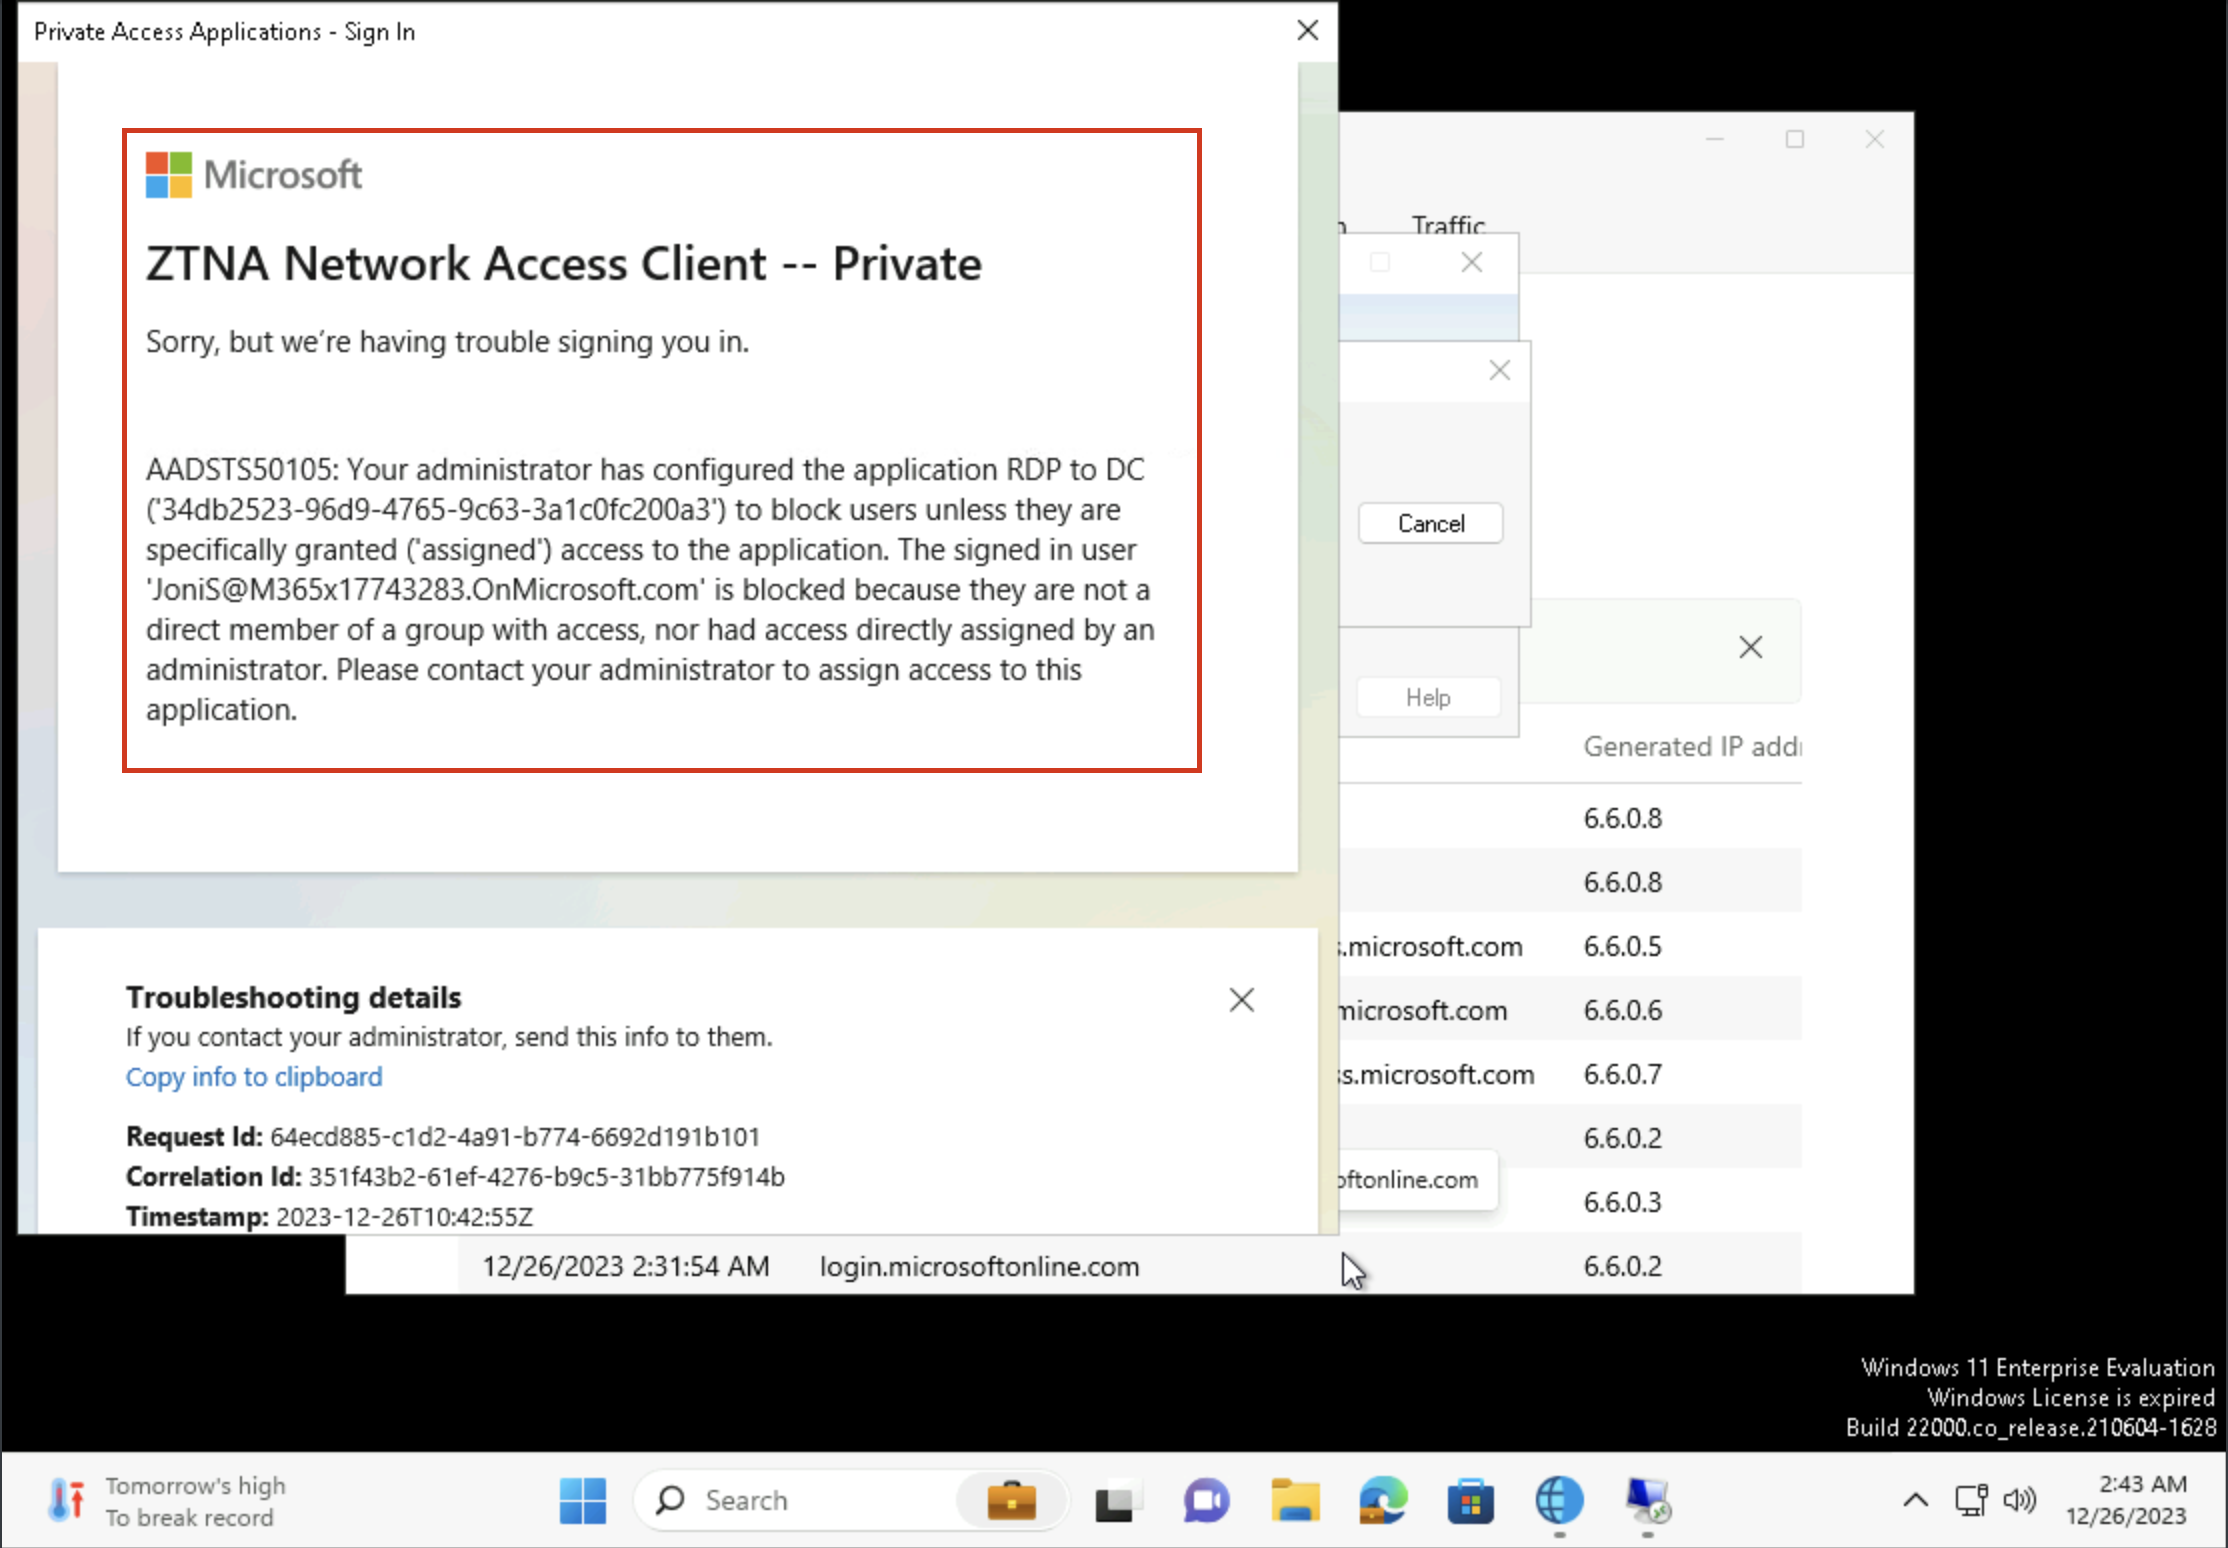 Private Access Applications - Sign In
Microsoft
ZTNA Network Access Client -- Private
Sorry, but we're having trouble signing you in.
AADSTS50105: Your administrator has configured the application RDP to DC
('34db2523-96d9-4765-9c63-3a1c0fc200a3') to block users unless they are
specifically granted ('assigned') access to the application. The signed in user
'JoniS@M365x17743283.OnMicrosoft.com' is blocked because they are not a
direct member of a group with access, nor had access directly assigned by an
administrator. Please contact your administrator to assign access to this
application.
Troubleshooting details
If you contact your administrator, send this info to them.
Copy info to clipboard
Request Id: 64ecd885-c1d2-4a91-b774-6692d191b101
Correlation Id: 351f43b2-61ef-4276-b9c5-31bb775f914b
Timestamp: 2023-12-26T10:42:55Z
Traffic
Cancel
Help
Generated IP addr
6.6.0.8
6.6.0.8
s.microsoft.com 6.6.0.5
microsoft.com 6.6.0.6
ss.microsoft.com 6.6.0.7
6.6.0.2
oftonline.com
6.6.0.3
12/26/2023 2:31:54 AM login.microsoftonline.com 6.6.0.2
Windows 11 Enterprise Evaluation
Windows License is expired
Build 22000.co_release.210604-1628
Tomorrow's high
To break record
Search
2:43 AM
12/26/2023